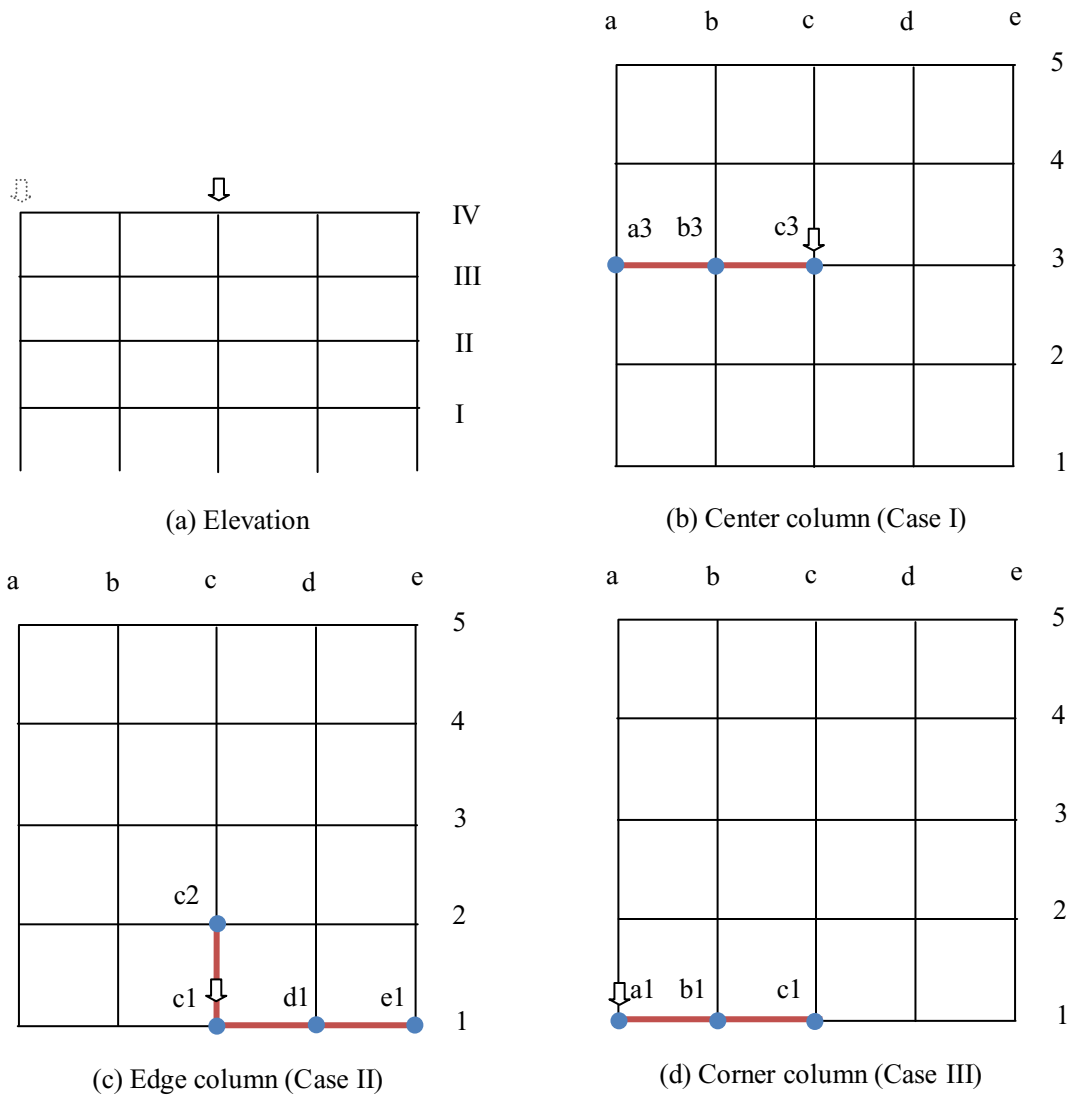 a b c d e
5
4
a3 b3 c3
3
2
1
IV
III
II
I
(a) Elevation
(b) Center column (Case I)
a b c d e
5
4
3
c2
2
c1 d1 e1
1
(c) Edge column (Case II)
a b c d e
5
4
3
2
a1 b1 c1
1
(d) Corner column (Case III)